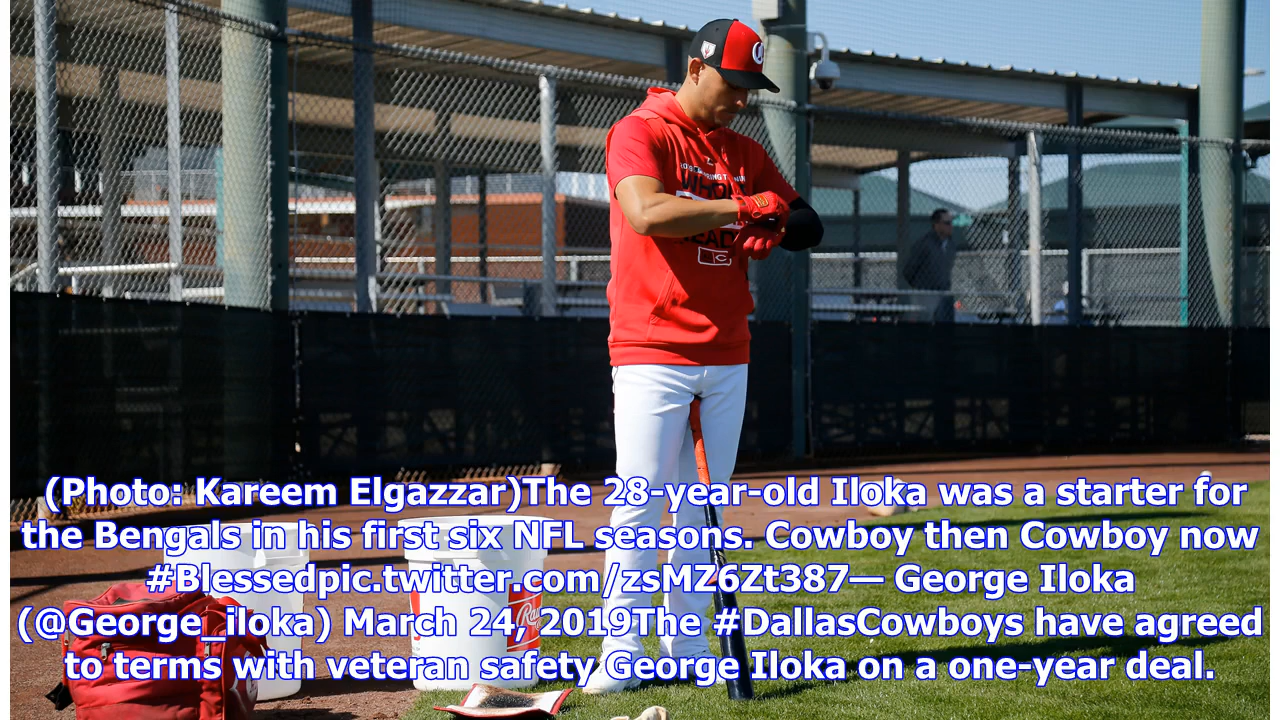 WHO
EAD
C
(Photo: Kareem Elgazzar)The 28-year-old Iloka was a starter for
the Bengals in his first six NFL seasons. Cowboy then Cowboy now
#Blessedpic.twitter.com/zsMZ6Zt387— George Iloka
(@George_iloka) March 24, 2019The #DallasCowboys have agreed
to terms with veteran safety George Iloka on a one-year deal.